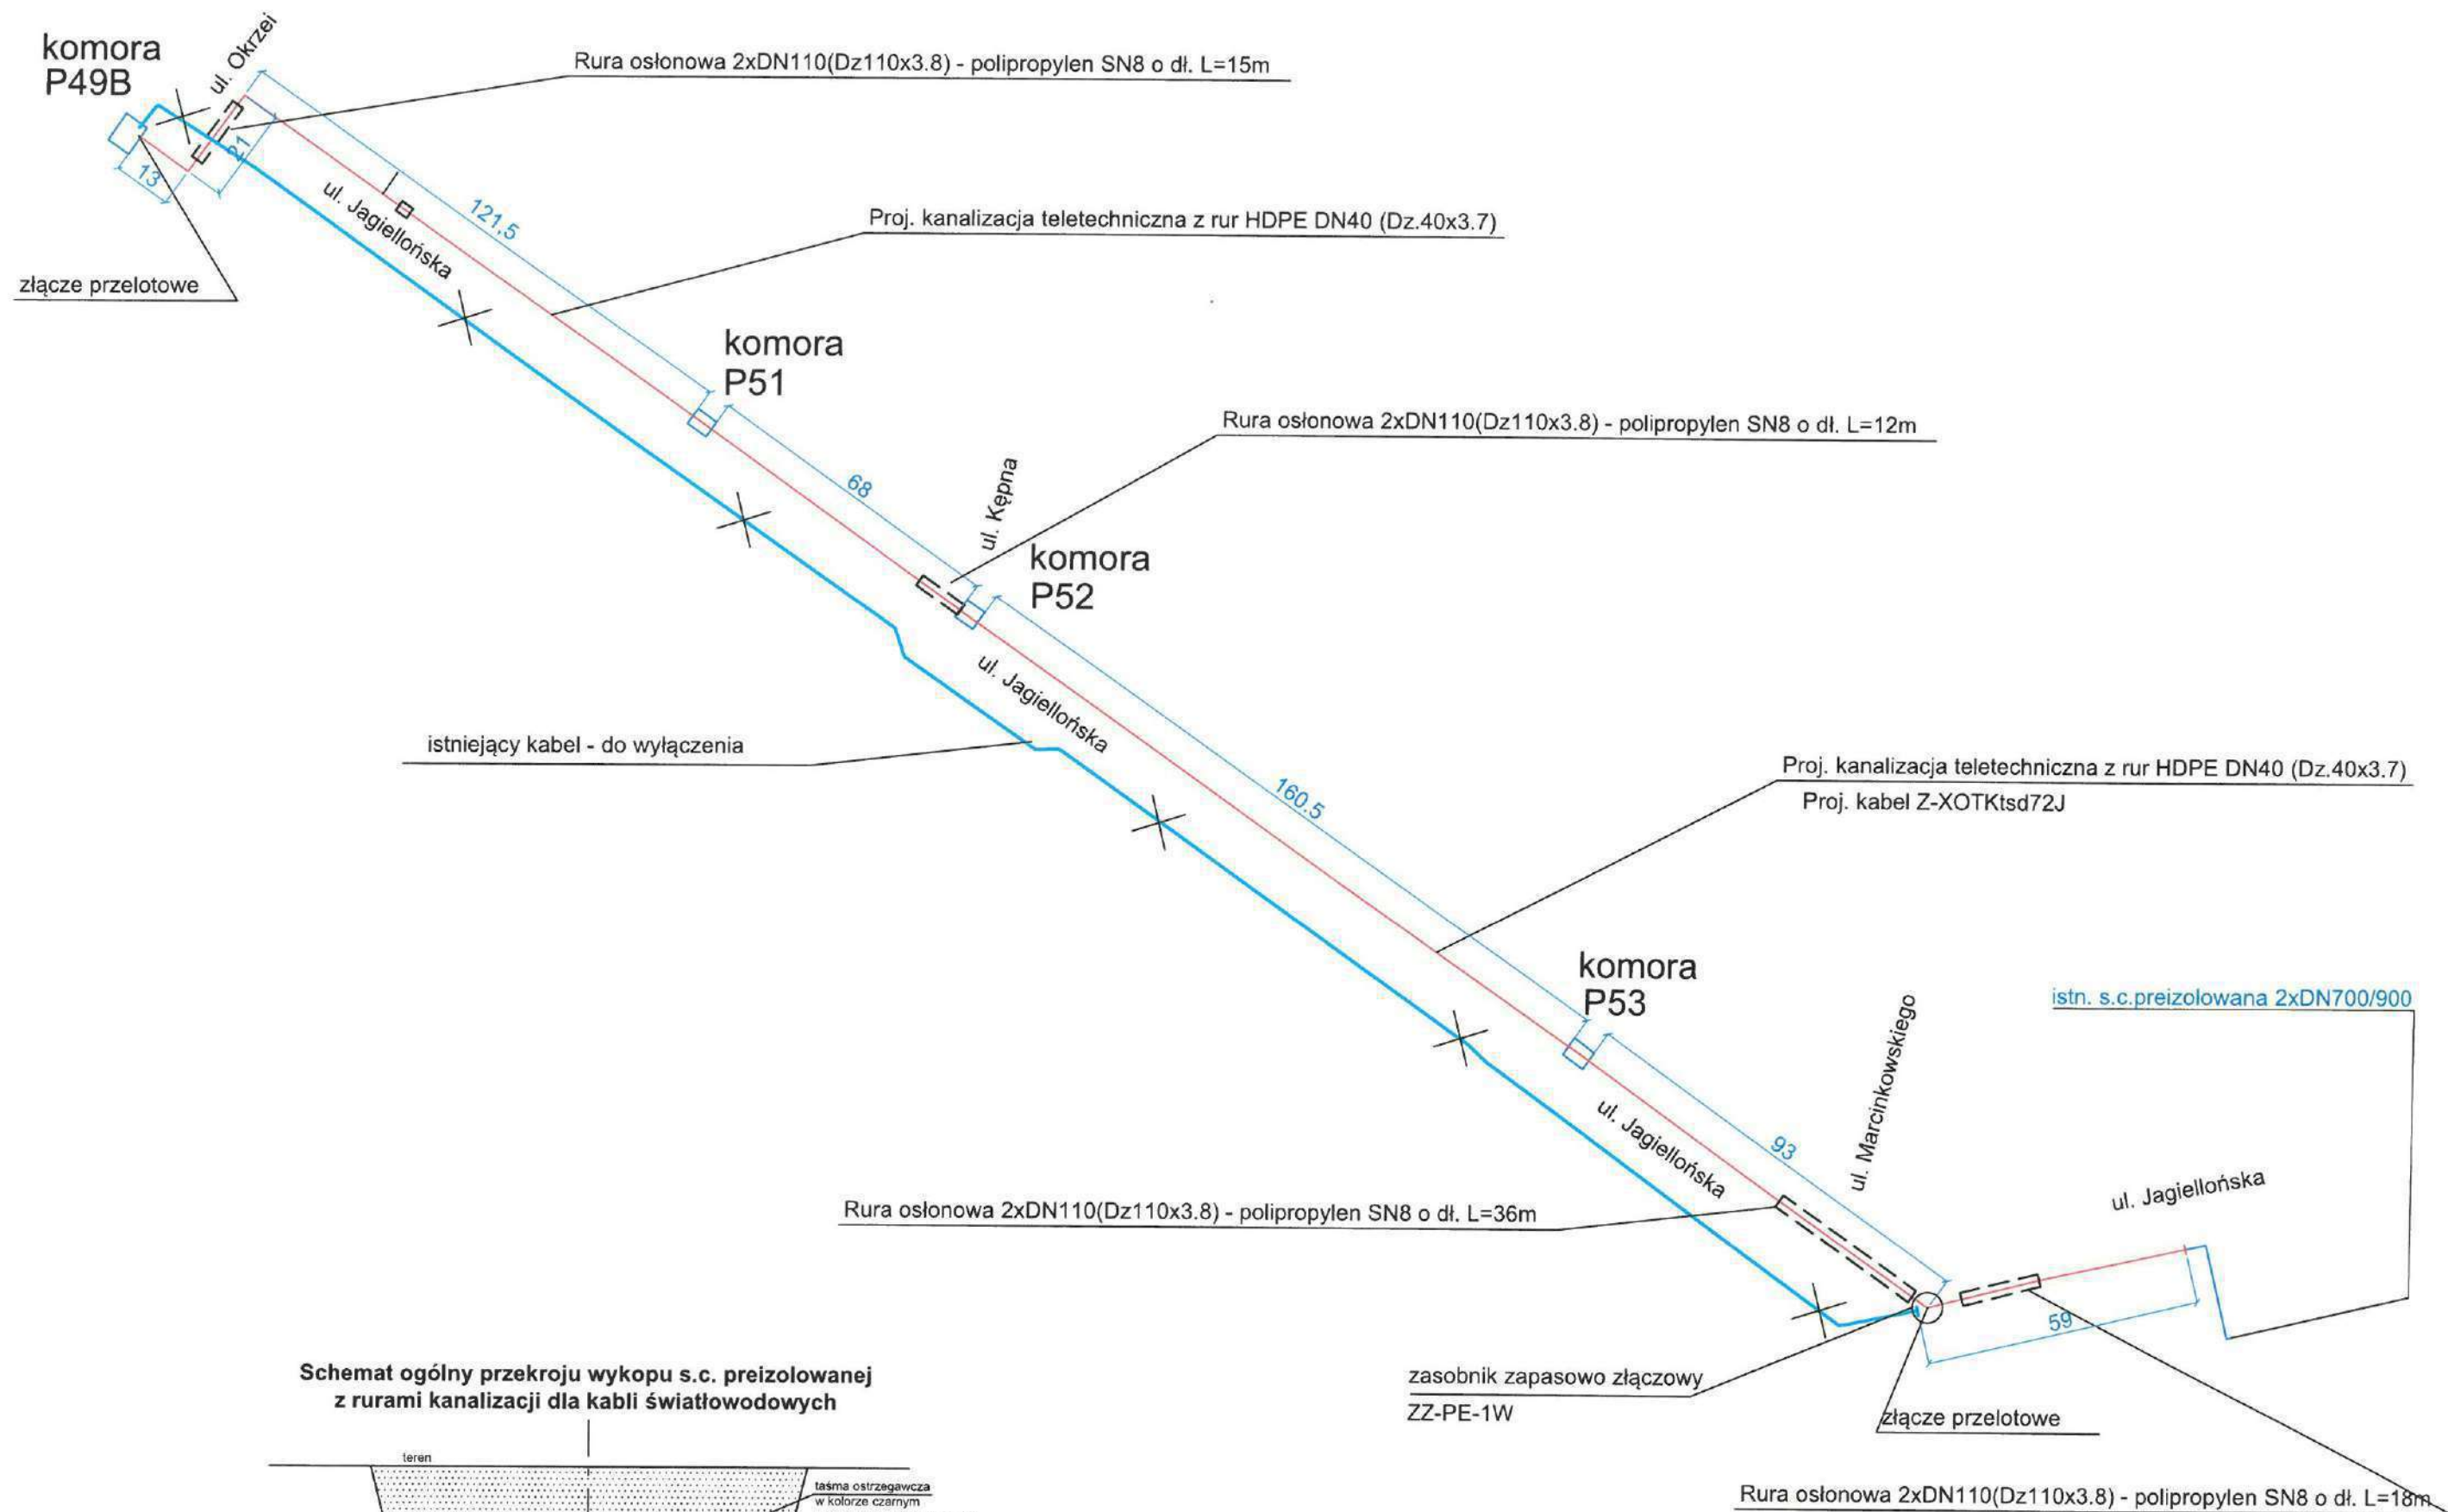 komora
P49B
ul. Okrzei
Rura osłonowa 2xDN110(Dz110x3.8) - polipropylen SN8 o dł. L=15m
21
13
ul. Jagiellońska
121,5
Proj. kanalizacja teletechniczna z rur HDPE DN40 (Dz.40x3.7)
złącze przelotowe
komora
P51
Rura osłonowa 2xDN110(Dz110x3.8) - polipropylen SN8 o dł. L=12m
68
ul. Kępna
komora
P52
ul. Jagiellońska
istniejący kabel - do wyłączenia
160.5
Proj. kanalizacja teletechniczna z rur HDPE DN40 (Dz.40x3.7)
Proj. kabel Z-XOTKtsd72J
komora
P53
istn. s.c.preizolowana 2xDN700/900
ul. Marcinkowskiego
ul. Jagiellońska
93
ul. Jagiellońska
Rura osłonowa 2xDN110(Dz110x3.8) - polipropylen SN8 o dł. L=36m
59
zasobnik zapasowo złączowy
ZZ-PE-1W
złącze przelotowe
Rura osłonowa 2xDN110(Dz110x3.8) - polipropylen SN8 o dł. L=18m
Schemat ogólny przekroju wykopu s.c. preizolowanej
z rurami kanalizacji dla kabli światłowodowych
teren
taśma ostrzegawcza
w kolorze czarnym